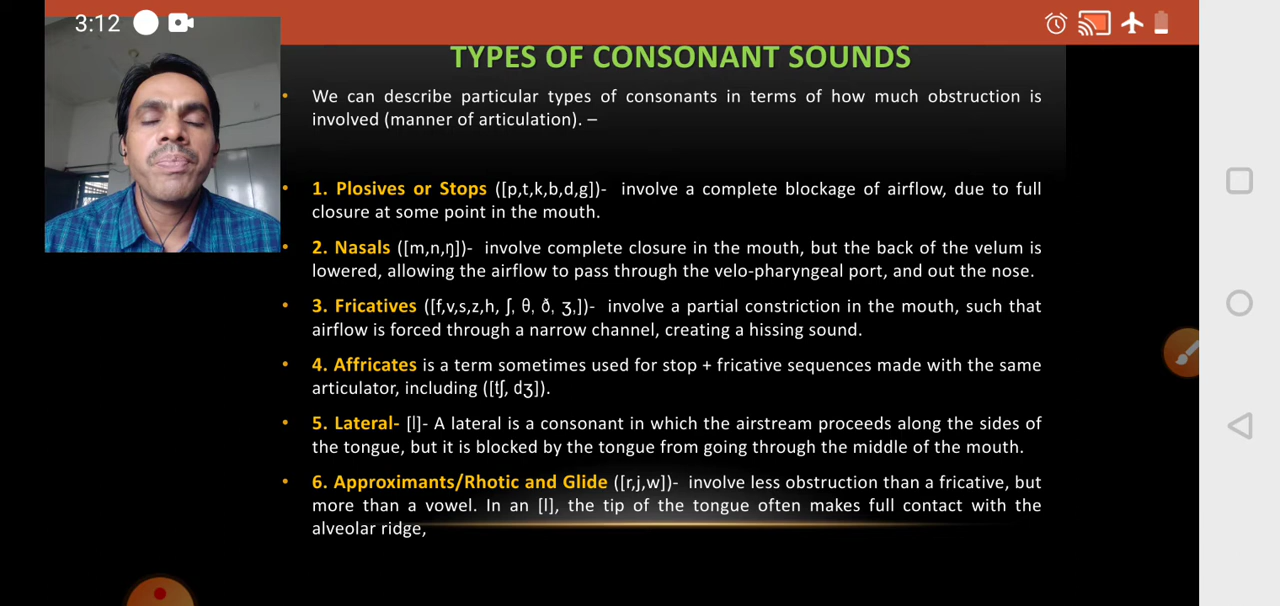 3:12
TYPES OF CONSONANT SOUNDS
• We can describe particular types of consonants in terms of how much obstruction is
involved (manner of articulation). –
• 1. Plosives or Stops ([p,t,k,b,d,g])- involve a complete blockage of airflow, due to full
closure at some point in the mouth.
• 2. Nasals ([m,n,ŋ])- involve complete closure in the mouth, but the back of the velum is
lowered, allowing the airflow to pass through the velo-pharyngeal port, and out the nose.
• 3. Fricatives ([f,v,s,z,h, ʃ, θ, ð, ʒ,])- involve a partial constriction in the mouth, such that
airflow is forced through a narrow channel, creating a hissing sound.
• 4. Affricates is a term sometimes used for stop + fricative sequences made with the same
articulator, including ([tʃ, dʒ]).
• 5. Lateral- [l]- A lateral is a consonant in which the airstream proceeds along the sides of
the tongue, but it is blocked by the tongue from going through the middle of the mouth.
• 6. Approximants/Rhotic and Glide ([r,j,w])- involve less obstruction than a fricative, but
more than a vowel. In an [l], the tip of the tongue often makes full contact with the
alveolar ridge,